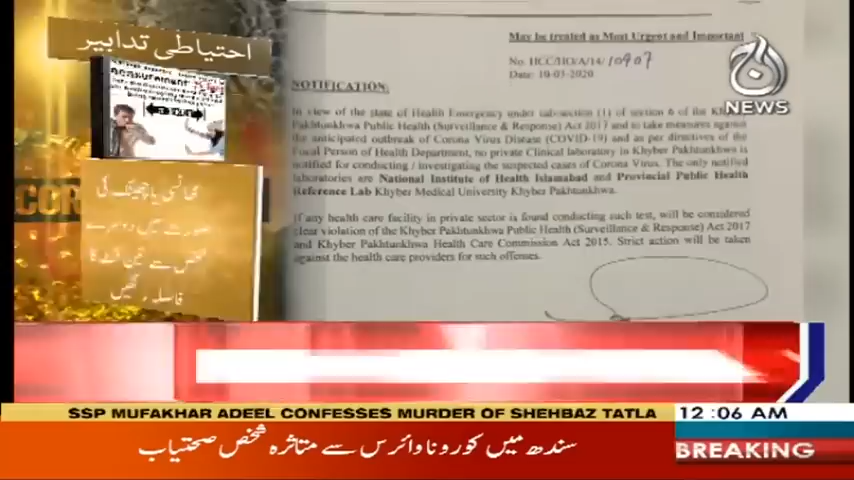 احتیاطی تدابیر
measurement
کھانسی یا چھینک کی
صورت میں دوسرے
شخص سے تین فٹ کا
فاصلہ رکھیں
May be treated as Most Urgent and Important
No. HCC/HRA/14/10907
Date: 10-03-2020
NOTIFICATION:
In view of the state of Health Emergency under sub-section (1) of section 6 of the Khyber
Pakhtunkhwa Public Health (Surveillance & Response) Act 2017 and to take measures against
the anticipated outbreak of Corona Virus Disease (COVID-19) and as per directives of the
Focal Person of Health Department, no private Clinical laboratory in Khyber Pakhtunkhwa is
notified for conducting / investigating the suspected cases of Corona Virus. The only notified
laboratories are National Institute of Health Islamabad and Provincial Public Health
Reference Lab Khyber Medical University Khyber Pakhtunkhwa.
If any health care facility in private sector is found conducting such test, will be considered
clear violation of the Khyber Pakhtunkhwa Public Health (Surveillance & Response) Act 2017
and Khyber Pakhtunkhwa Health Care Commission Act 2015. Strict action will be taken
against the health care providers for such offenses.
NEWS
SSP MUFAKHAR ADEEL CONFESSES MURDER OF SHEHBAZ TATLA
12:06 AM
سندھ میں کورونا وائرس سے متاثرہ شخص صحتیاب
BREAKING